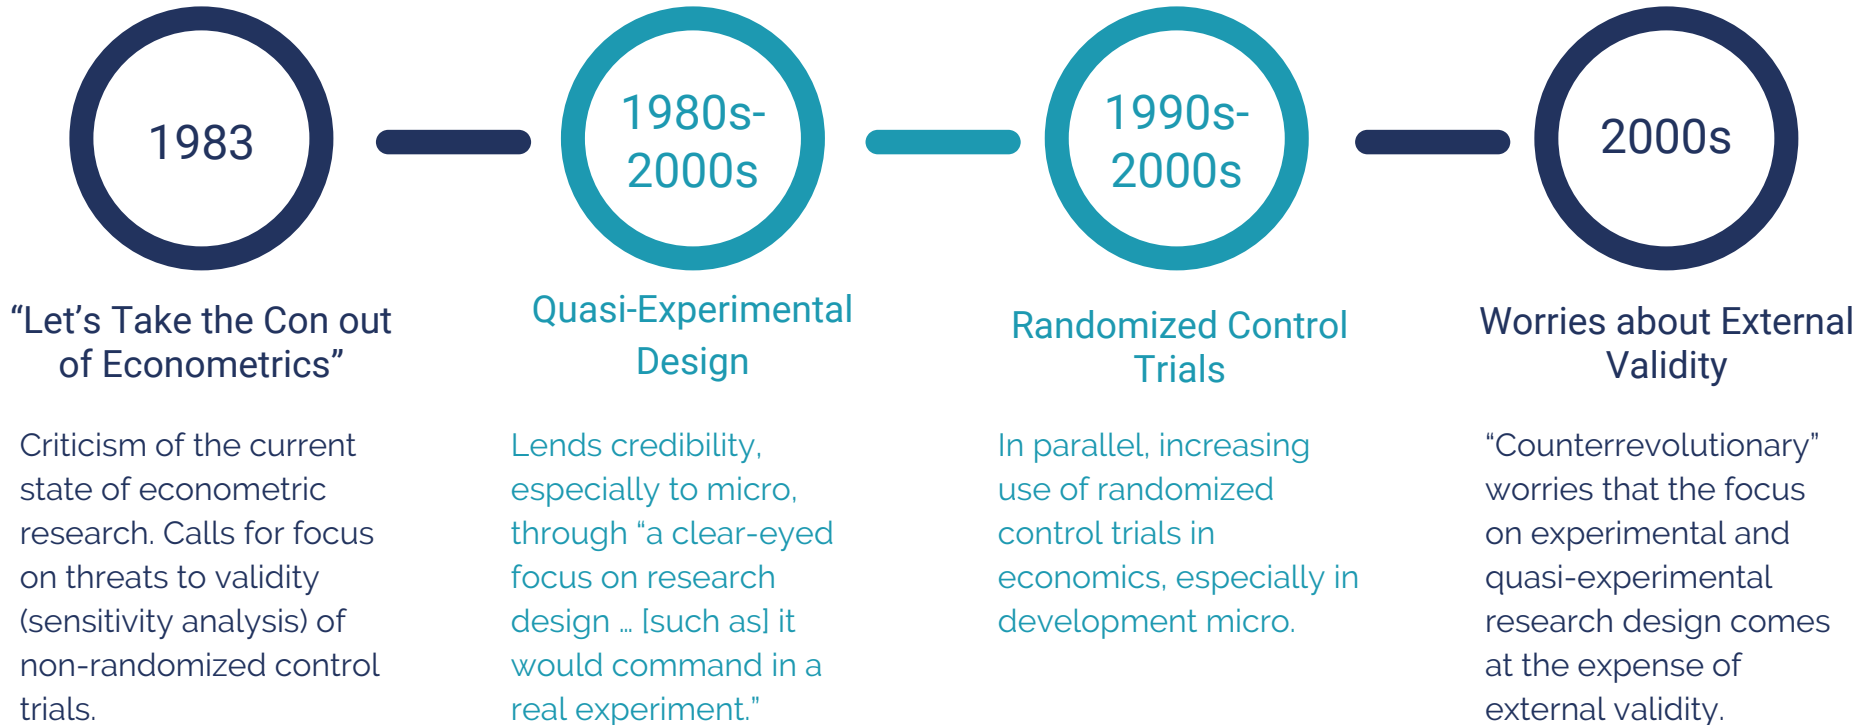 1983
“Let’s Take the Con out
of Econometrics”
Criticism of the current
state of econometric
research. Calls for focus
on threats to validity
(sensitivity analysis) of
non-randomized control
trials.
1980s-
2000s
Quasi-Experimental
Design
Lends credibility,
especially to micro,
through “a clear-eyed
focus on research
design … [such as] it
would command in a
real experiment.”
1990s-
2000s
Randomized Control
Trials
In parallel, increasing
use of randomized
control trials in
economics, especially in
development micro.
2000s
Worries about External
Validity
“Counterrevolutionary”
worries that the focus
on experimental and
quasi-experimental
research design comes
at the expense of
external validity.